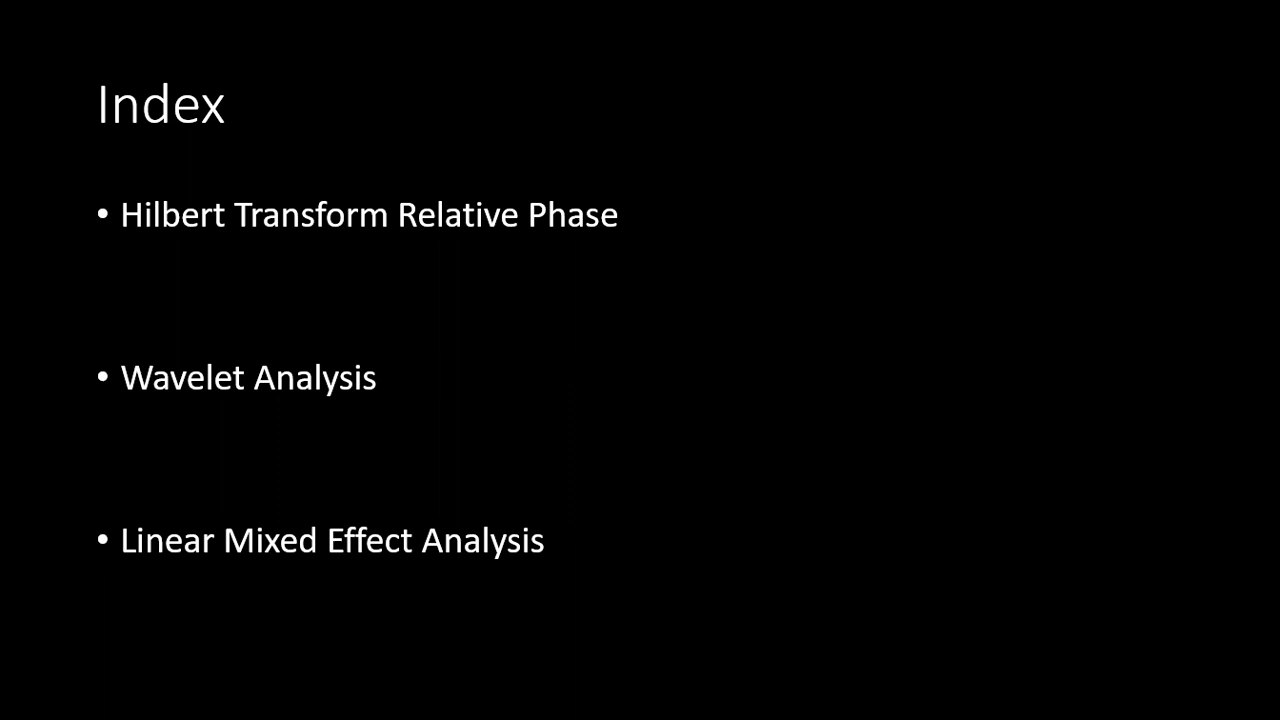 Index
• Hilbert Transform Relative Phase
• Wavelet Analysis
• Linear Mixed Effect Analysis